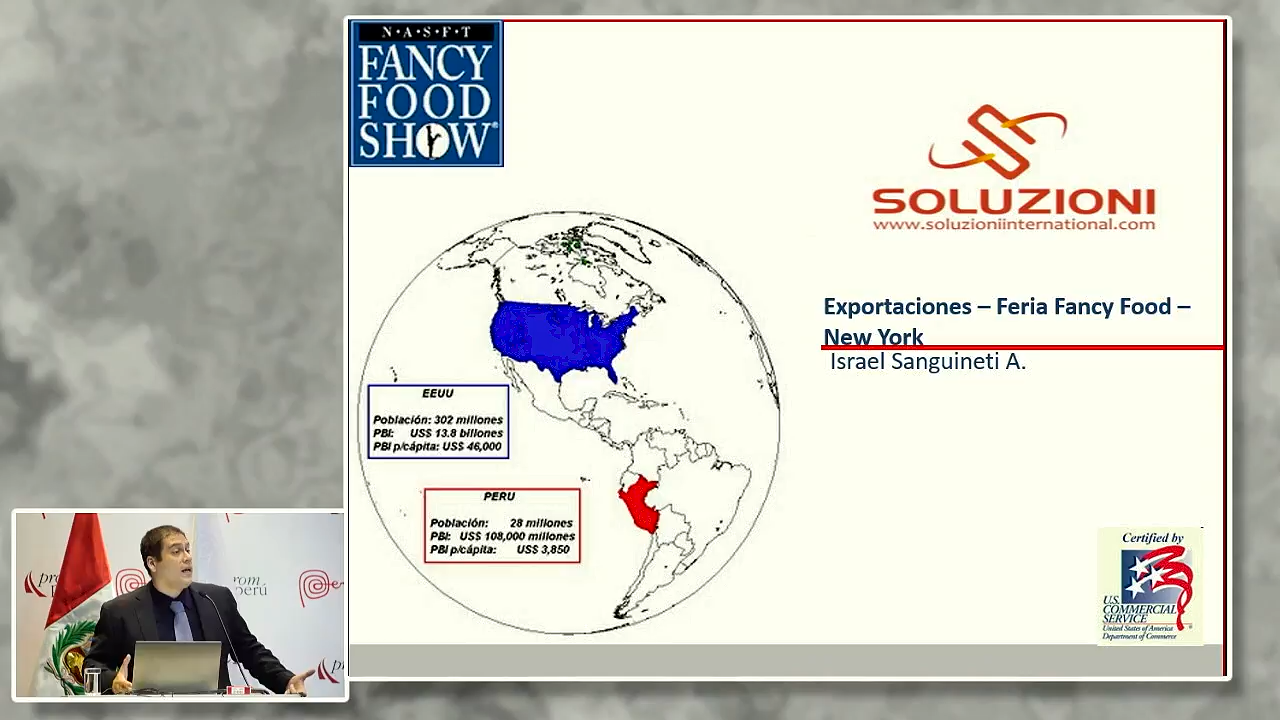 N·A·S·F·T
FANCY
FOOD
SHOW®
SOLUZIONI
www.soluzioniinternational.com
Exportaciones – Feria Fancy Food –
New York
Israel Sanguineti A.
EEUU
Población: 302 millones
PBI: US$ 13.8 billones
PBI p/cápita: US$ 46,000
PERU
Población: 28 millones
PBI: US$ 108,000 millones
PBI p/cápita: US$ 3,850
Certified by
U.S.
COMMERCIAL
SERVICE
United States of America
Department of Commerce
perú